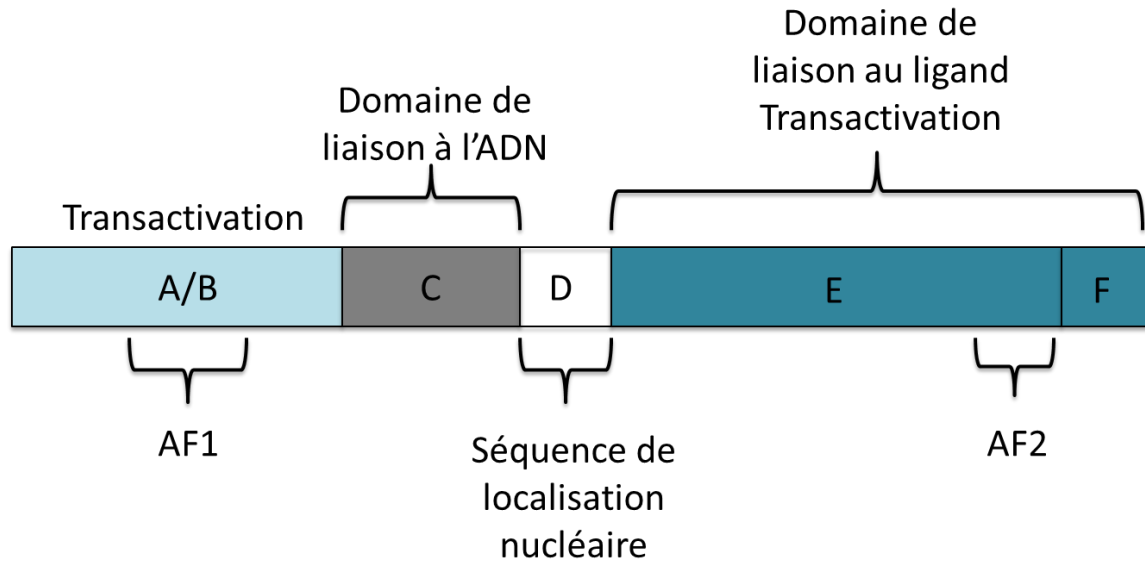 Domaine de
liaison au ligand
Transactivation
Domaine de
liaison à l'ADN
Transactivation
A/B
C
D
E
F
AF1
Séquence de
localisation
nucléaire
AF2